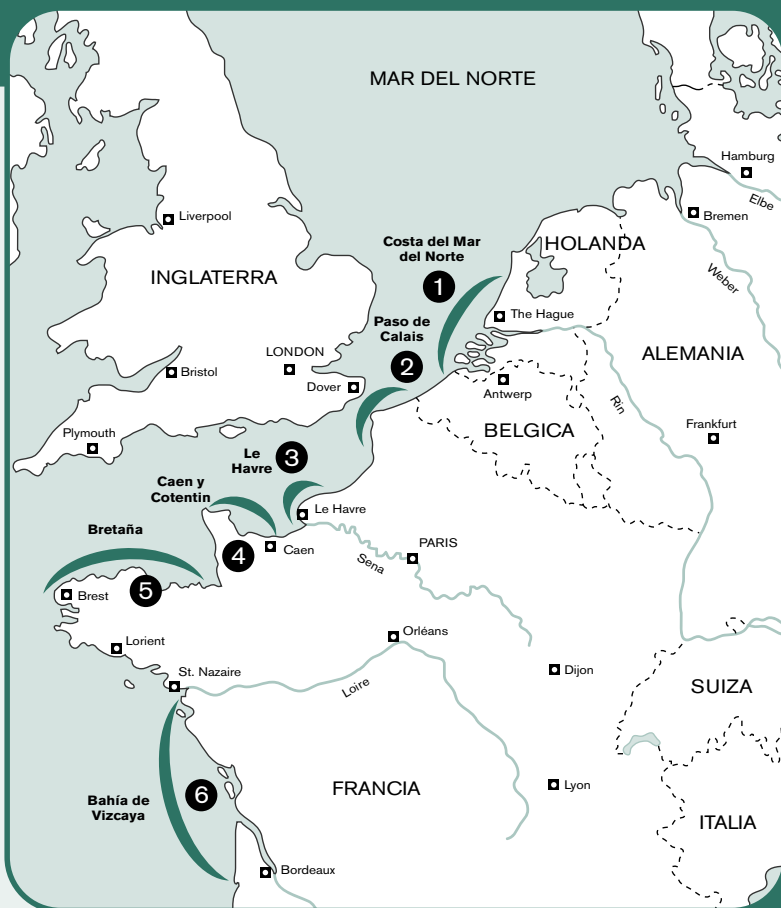 MAR DEL NORTE
Hamburg
Elbe
Bremen
Weber
Liverpool
Costa del Mar
del Norte
1
HOLANDA
INGLATERRA
The Hague
Paso de
Calais
2
LONDON
Bristol
Dover
ALEMANIA
Antwerp
Rin
BELGICA
Frankfurt
Plymouth
Le
Havre
3
Caen y
Cotentin
Le Havre
Bretaña
4
Caen
Sena
PARIS
5
Brest
Lorient
Orléans
St. Nazaire
Loire
Dijon
SUIZA
FRANCIA
Lyon
Bahía de
Vizcaya
6
ITALIA
Bordeaux